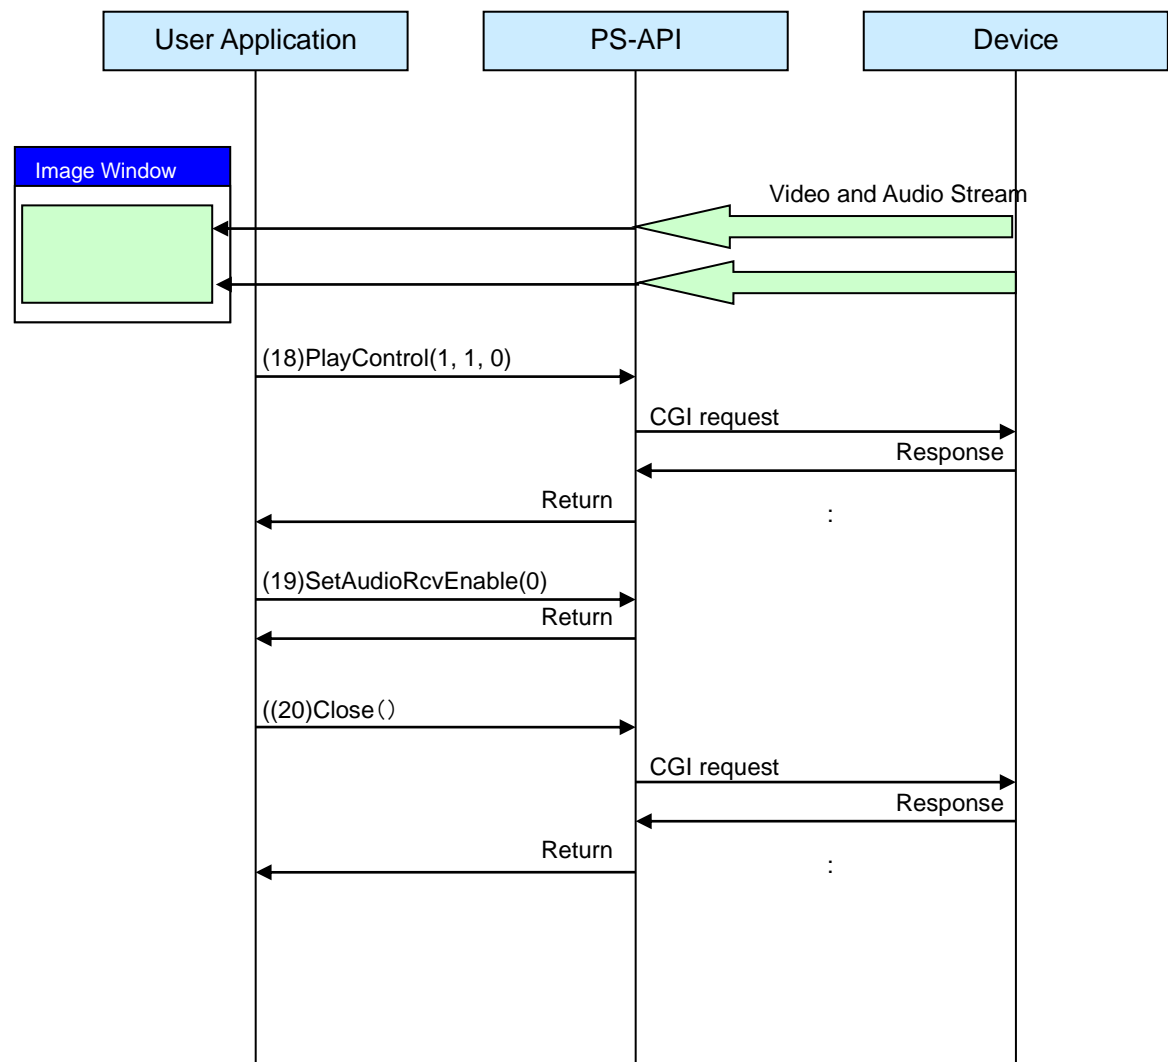 User Application
PS-API
Device
Image Window
Video and Audio Stream
(18)PlayControl(1, 1, 0)
CGI request
Response
Return
:
(19)SetAudioRcvEnable(0)
Return
((20)Close（）
CGI request
Response
Return
: